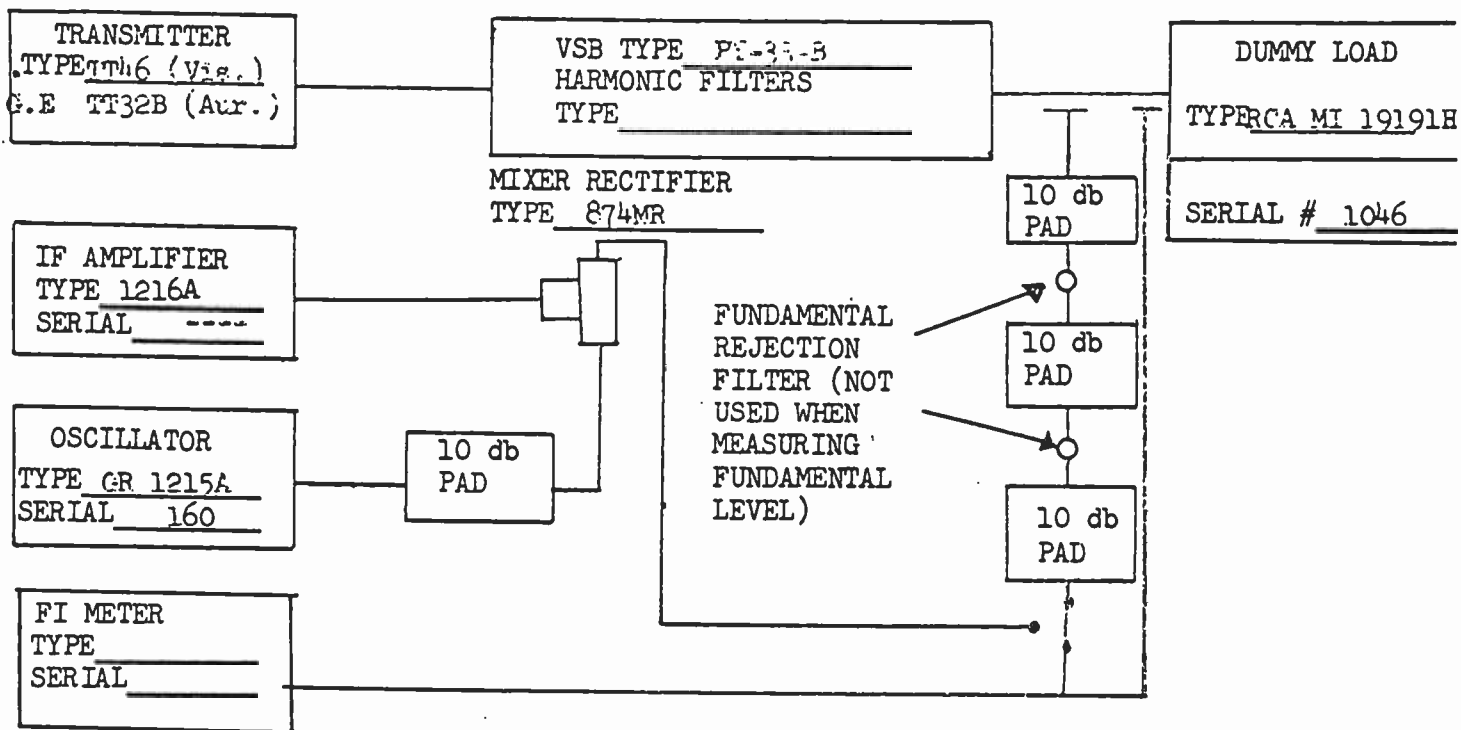 TRANSMITTER
.TYPE TT46 (Vis.)
G.E TT32B (Aur.)
VSB TYPE
HARMONIC FILTERS
TYPE
DUMMY LOAD
TYPE RCA MI 19191H
SERIAL # 1046
MIXER RECTIFIER
TYPE 874MR
10 db
PAD
IF AMPLIFIER
TYPE 1216A
SERIAL ----
FUNDAMENTAL
REJECTION
FILTER (NOT
USED WHEN
MEASURING
FUNDAMENTAL
LEVEL)
10 db
PAD
OSCILLATOR
TYPE GR 1215A
SERIAL 160
10 db
PAD
10 db
PAD
FI METER
TYPE
SERIAL